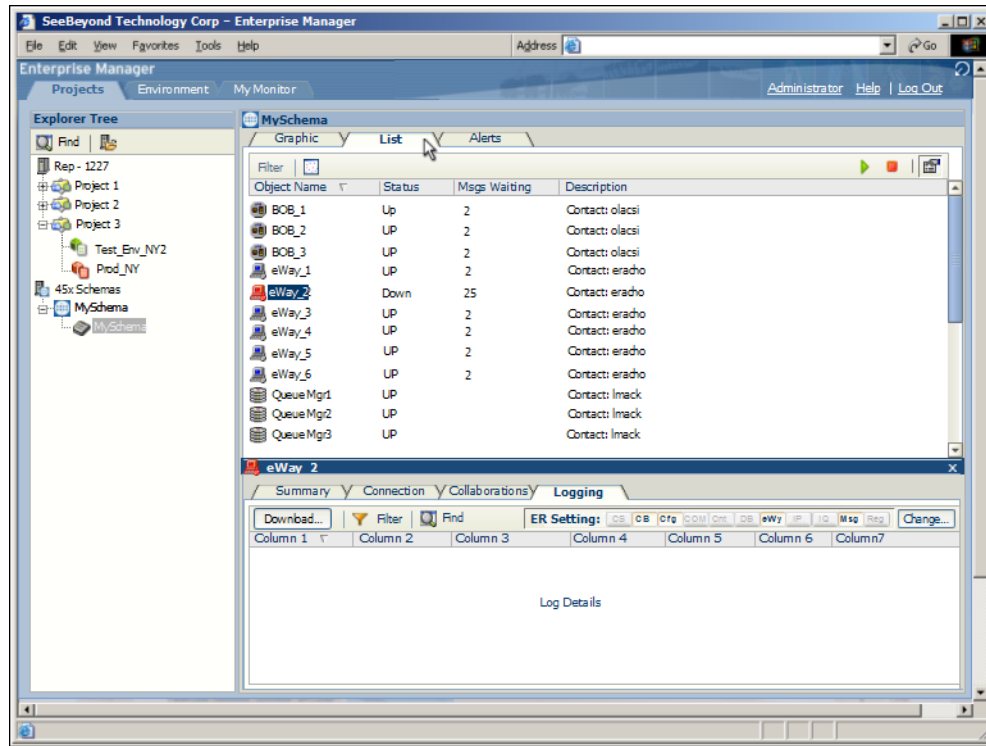 SeeBeyond Technology Corp – Enterprise Manager
File Edit View Favorites Tools Help Address Go
Enterprise Manager
Projects Environment My Monitor Administrator Help | Log Out
Explorer Tree
Find
Rep - 1227
Project 1
Project 2
Project 3
Test_Env_NY2
Prod_NY
45x Schemas
MySchema
MySchema
MySchema
Graphic List Alerts
Filter
Object Name Status Msgs Waiting Description
BOB_1 Up 2 Contact: olacsi
BOB_2 UP 2 Contact: olacsi
BOB_3 UP 2 Contact: olacsi
eWay_1 UP 2 Contact: eracho
eWay_2 Down 25 Contact: eracho
eWay_3 UP 2 Contact: eracho
eWay_4 UP 2 Contact: eracho
eWay_5 UP 2 Contact: eracho
eWay_6 UP 2 Contact: eracho
Queue Mgr1 UP Contact: lmack
Queue Mgr2 UP Contact: lmack
Queue Mgr3 UP Contact: lmack
eWay_2 x
Summary Connection Collaborations Logging
Download... Filter Find ER Setting: CS CB Cfg COM Cnt DB eWy IP IQ Msg Reg Change...
Column 1 Column 2 Column 3 Column 4 Column 5 Column 6 Column7
Log Details